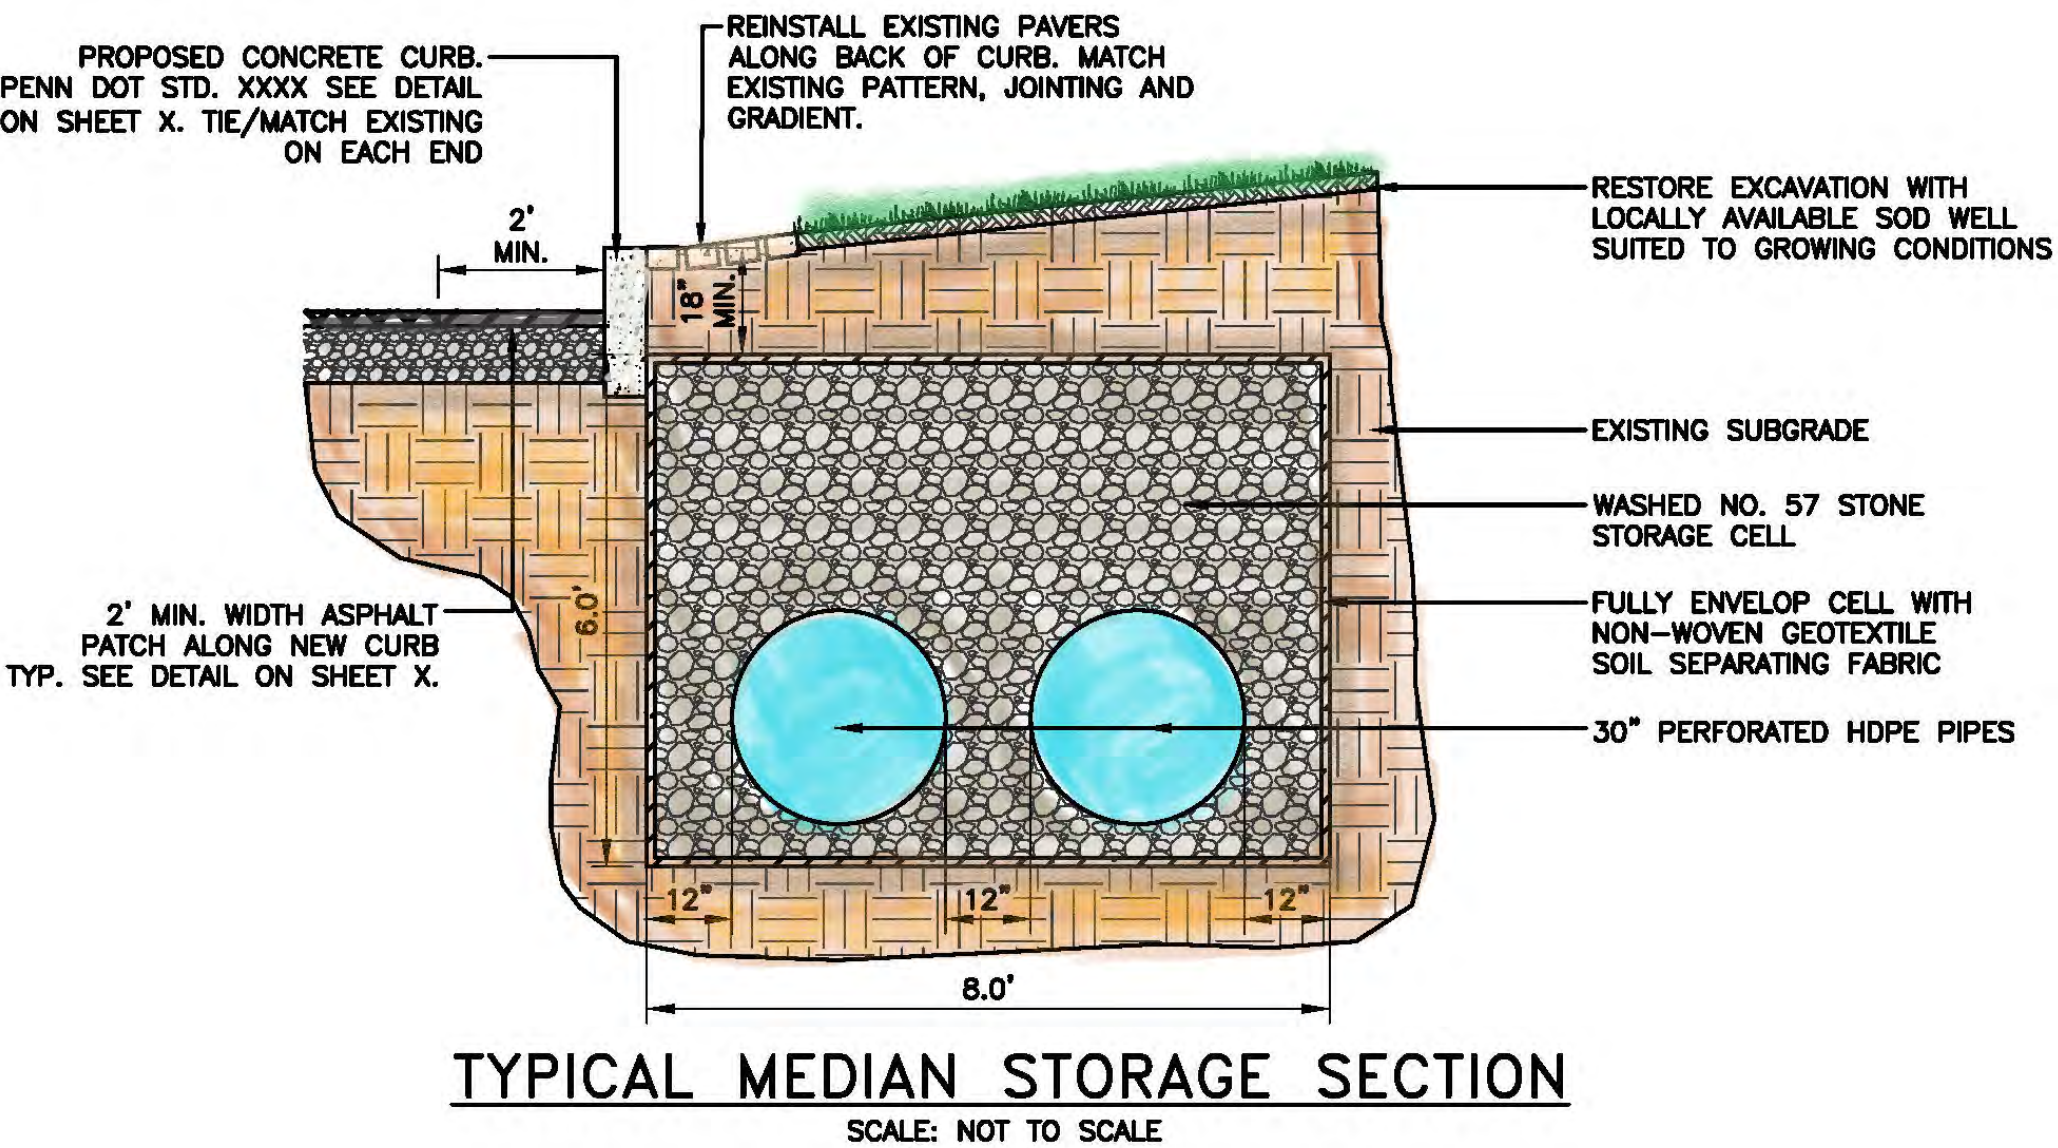 REINSTALL EXISTING PAVERS
ALONG BACK OF CURB. MATCH
EXISTING PATTERN, JOINTING AND
GRADIENT.
PROPOSED CONCRETE CURB.
PENN DOT STD. XXXX SEE DETAIL
ON SHEET X. TIE/MATCH EXISTING
ON EACH END
2'
MIN.
18"
MIN.
RESTORE EXCAVATION WITH
LOCALLY AVAILABLE SOD WELL
SUITED TO GROWING CONDITIONS
EXISTING SUBGRADE
WASHED NO. 57 STONE
STORAGE CELL
FULLY ENVELOP CELL WITH
NON-WOVEN GEOTEXTILE
SOIL SEPARATING FABRIC
30" PERFORATED HDPE PIPES
2' MIN. WIDTH ASPHALT
PATCH ALONG NEW CURB
TYP. SEE DETAIL ON SHEET X.
6.0'
12"
12"
12"
8.0'
TYPICAL MEDIAN STORAGE SECTION
SCALE: NOT TO SCALE